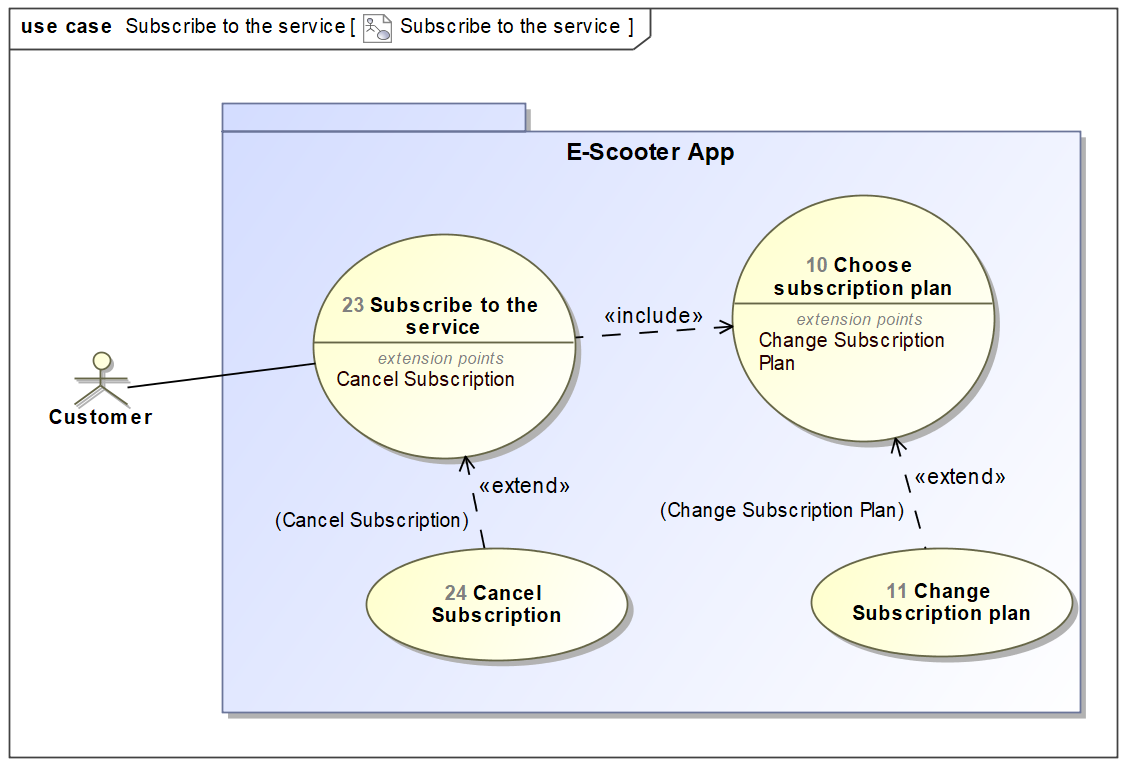 use case Subscribe to the service [ Subscribe to the service ]
E-Scooter App
10 Choose
subscription plan
extension points
Change Subscription
Plan
23 Subscribe to the
service
extension points
Cancel Subscription
«include»
Customer
«extend»
(Cancel Subscription)
«extend»
(Change Subscription Plan)
24 Cancel
Subscription
11 Change
Subscription plan